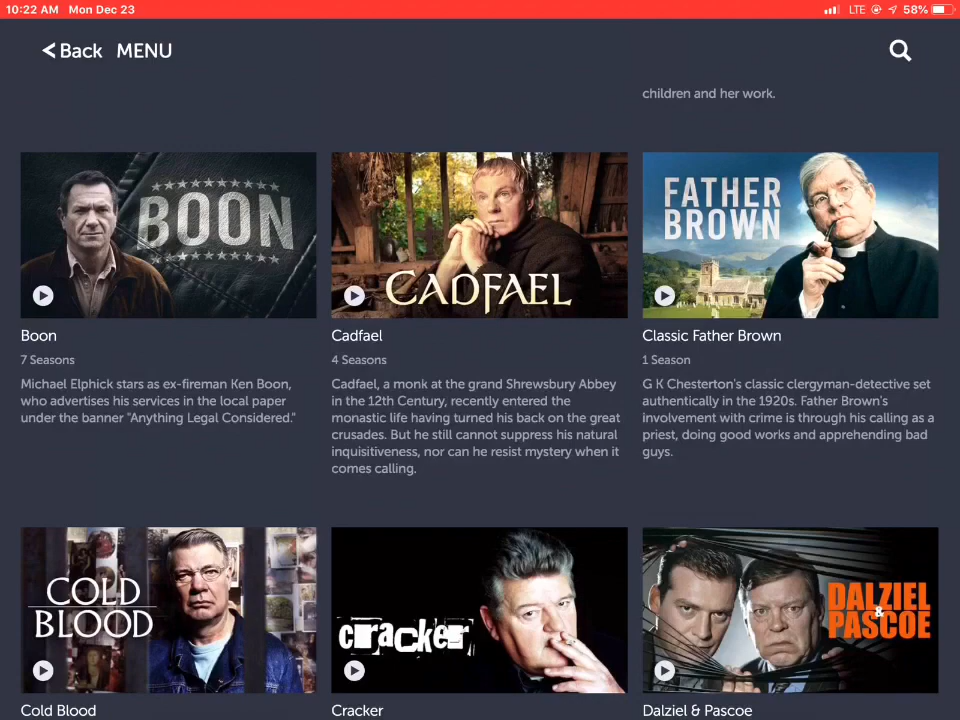 10:22 AM Mon Dec 23
LTE 58%
Back MENU
children and her work.
BOON
CADFAEL
FATHER
BROWN
Boon
7 Seasons
Michael Elphick stars as ex-fireman Ken Boon,
who advertises his services in the local paper
under the banner "Anything Legal Considered."
Cadfael
4 Seasons
Cadfael, a monk at the grand Shrewsbury Abbey
in the 12th Century, recently entered the
monastic life having turned his back on the great
crusades. But he still cannot suppress his natural
inquisitiveness, nor can he resist mystery when it
comes calling.
Classic Father Brown
1 Season
G K Chesterton's classic clergyman-detective set
authentically in the 1920s. Father Brown's
involvement with crime is through his calling as a
priest, doing good works and apprehending bad
guys.
COLD
BLOOD
cracker
DALZIEL
&
PASCOE
Cold Blood
Cracker
Dalziel & Pascoe